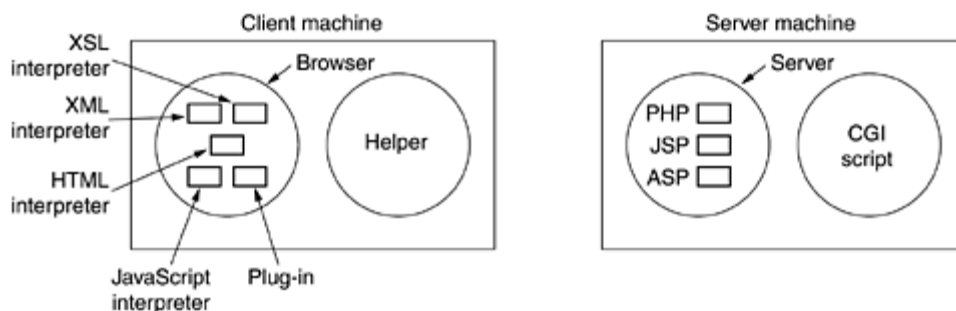 Client machine
Server machine
XSL
interpreter
Browser
Server
XML
interpreter
Helper
PHP
JSP
ASP
CGI
script
HTML
interpreter
JavaScript
interpreter
Plug-in